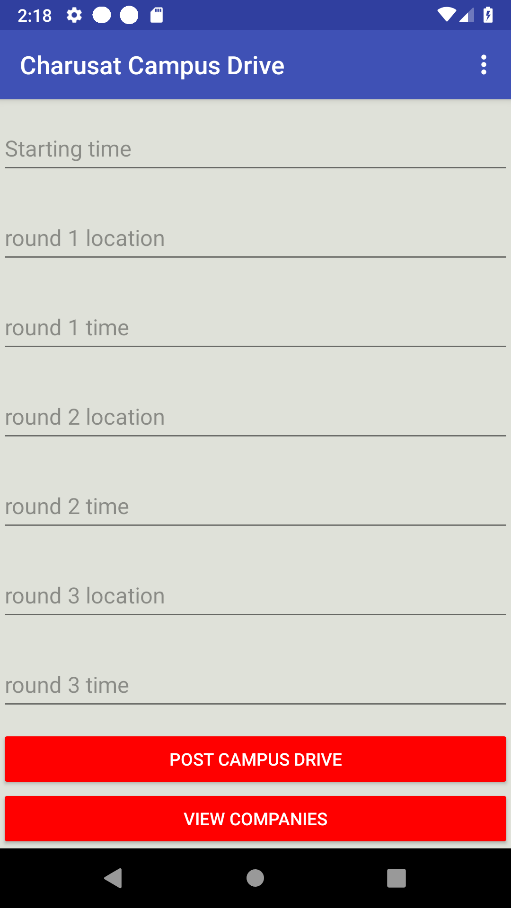 2:18
Charusat Campus Drive
Starting time
round 1 location
round 1 time
round 2 location
round 2 time
round 3 location
round 3 time
POST CAMPUS DRIVE
VIEW COMPANIES